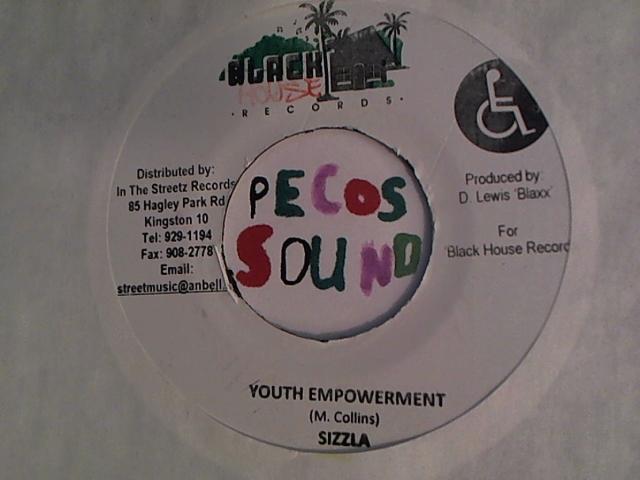 BLACK
HOUSE
· R E C O R D S ·
Distributed by:
In The Streetz Records
85 Hagley Park Rd
Kingston 10
Tel: 929-1194
Fax: 908-2778
Email:
streetmusic@anbell
PECOS
SOUND
Produced by:
D. Lewis 'Blaxx'
For
'Black House Record
YOUTH EMPOWERMENT
(M. Collins)
SIZZLA